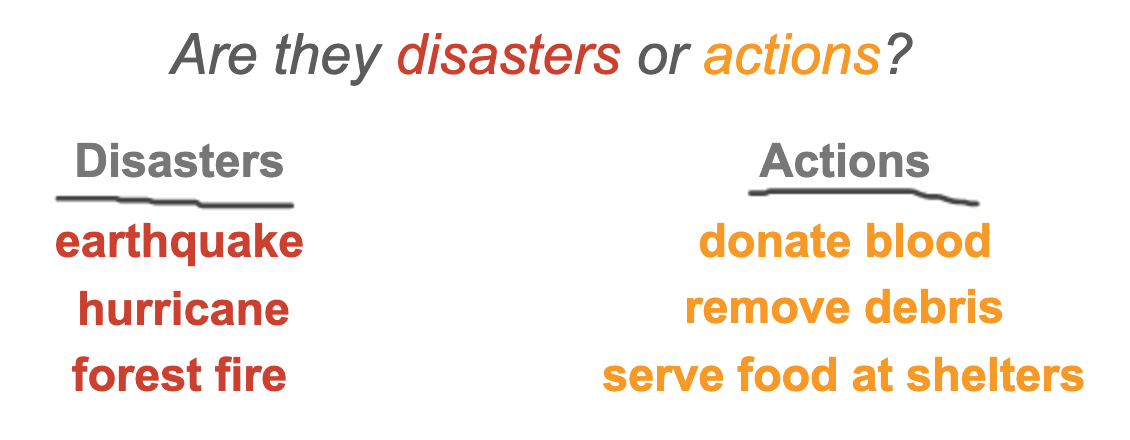 Are they disasters or actions?
Disasters
Actions
earthquake
donate blood
hurricane
remove debris
forest fire
serve food at shelters